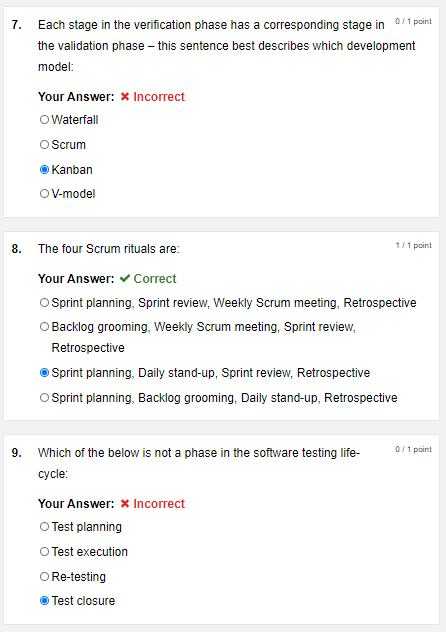 7. Each stage in the verification phase has a corresponding stage in 0 / 1 point
the validation phase – this sentence best describes which development
model:
Your Answer: ✖ Incorrect
Waterfall
Scrum
Kanban
V-model
8. The four Scrum rituals are: 1 / 1 point
Your Answer: ✔ Correct
Sprint planning, Sprint review, Weekly Scrum meeting, Retrospective
Backlog grooming, Weekly Scrum meeting, Sprint review,
Retrospective
Sprint planning, Daily stand-up, Sprint review, Retrospective
Sprint planning, Backlog grooming, Daily stand-up, Retrospective
9. Which of the below is not a phase in the software testing life- 0 / 1 point
cycle:
Your Answer: ✖ Incorrect
Test planning
Test execution
Re-testing
Test closure